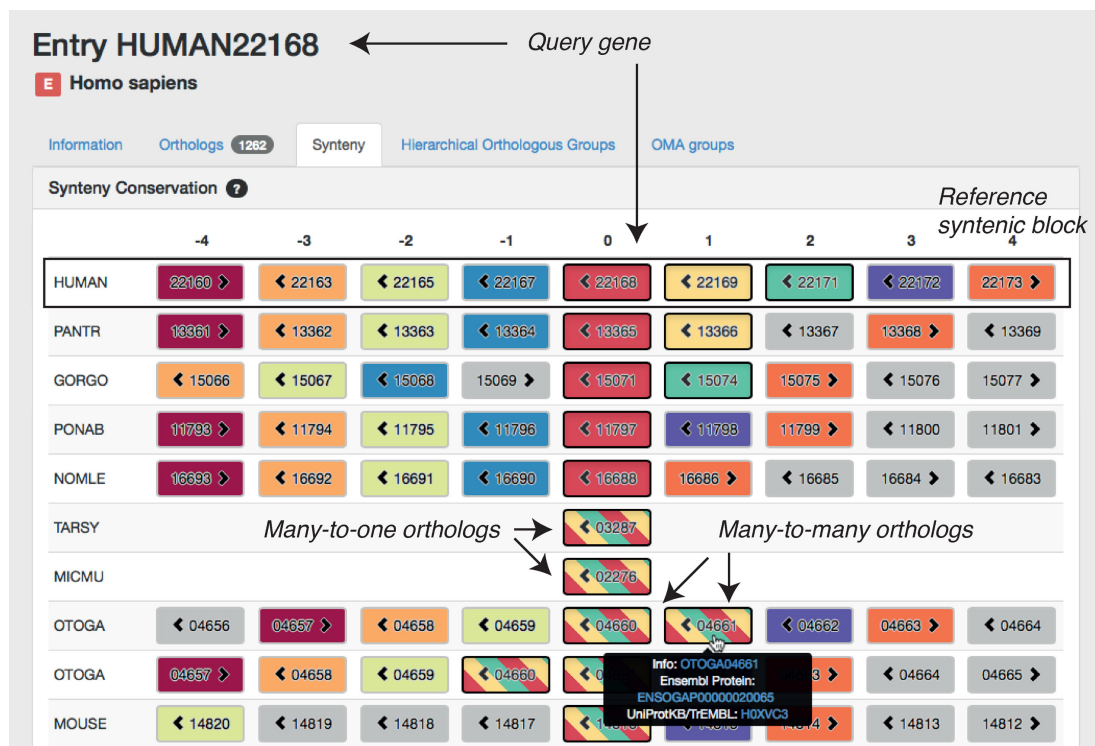 Entry HUMAN22168
Query gene
E Homo sapiens
Information Orthologs 1262 Synteny Hierarchical Orthologous Groups OMA groups
Synteny Conservation ?
Reference
syntenic block
-4 -3 -2 -1 0 1 2 3 4
HUMAN 22160 22163 22165 22167 22168 22169 22171 22172 22173
PANTR 13361 13362 13363 13364 13365 13366 13367 13368 13369
GORGO 15066 15067 15068 15069 15071 15074 15075 15076 15077
PONAB 11793 11794 11795 11796 11797 11798 11799 11800 11801
NOMLE 16693 16692 16691 16690 16688 16686 16685 16684 16683
TARSY 03287
Many-to-one orthologs Many-to-many orthologs
MICMU 02276
OTOGA 04656 04657 04658 04659 04660 04661 04662 04663 04664
OTOGA 04657 04658 04659 04660 04664 04665
Info: OTOGA04661
Ensembl Protein:
ENSOGAP00000020065
UniProtKB/TrEMBL: H0XVC3
MOUSE 14820 14819 14818 14817 14813 14812